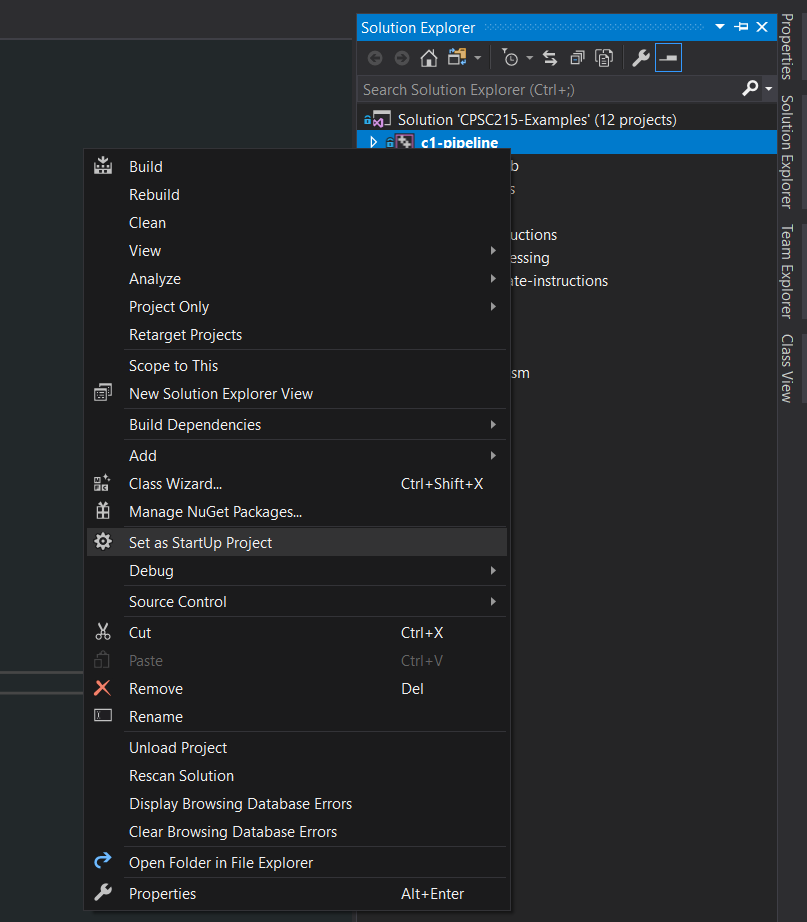 Solution Explorer
Search Solution Explorer (Ctrl+;)
Solution 'CPSC215-Examples' (12 projects)
c1-pipeline
Build
Rebuild
Clean
View
Analyze
Project Only
Retarget Projects
Scope to This
New Solution Explorer View
Build Dependencies
Add
Class Wizard... Ctrl+Shift+X
Manage NuGet Packages...
Set as StartUp Project
Debug
Source Control
Cut Ctrl+X
Paste Ctrl+V
Remove Del
Rename
Unload Project
Rescan Solution
Display Browsing Database Errors
Clear Browsing Database Errors
Open Folder in File Explorer
Properties Alt+Enter
b
s
uctions
essing
ate-instructions
sm
Properties
Solution Explorer
Team Explorer
Class View